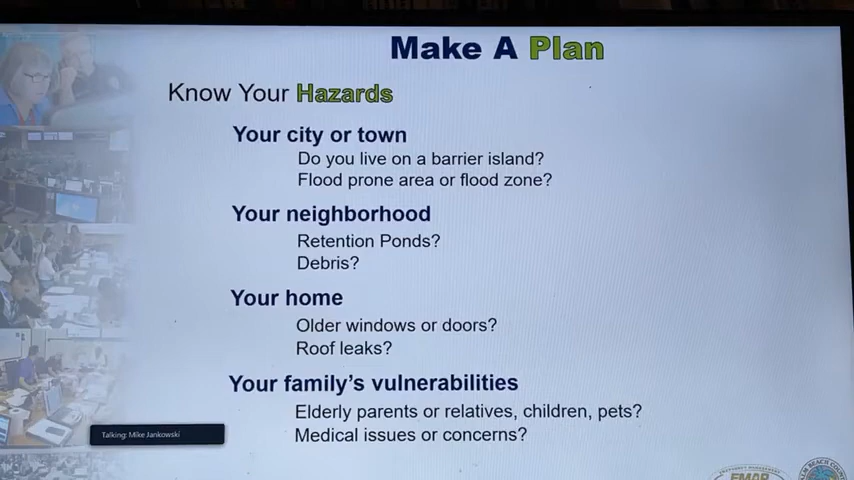 Make A Plan
Know Your Hazards
Your city or town
Do you live on a barrier island?
Flood prone area or flood zone?
Your neighborhood
Retention Ponds?
Debris?
Your home
Older windows or doors?
Roof leaks?
Your family's vulnerabilities
Elderly parents or relatives, children, pets?
Medical issues or concerns?
Talking: Mike Jankowski